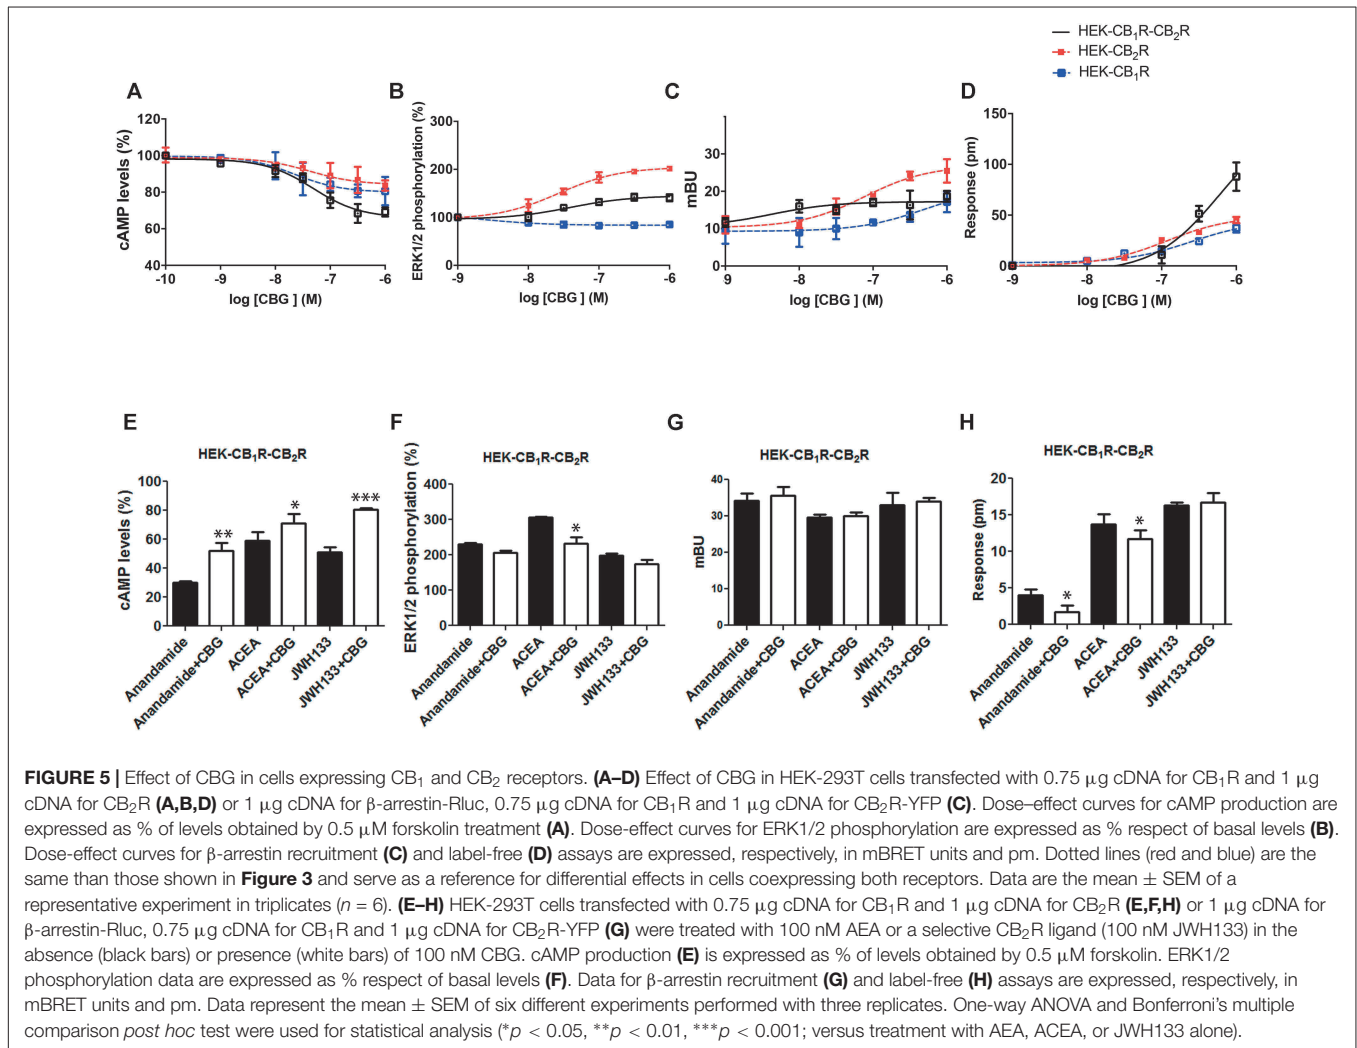 HEK-CB₁R-CB₂R
HEK-CB₂R
HEK-CB₁R
A
cAMP levels (%)
120
100
80
60
40
-10
-9
-8
-7
-6
log [CBG ] (M)
B
ERK1/2 phosphorylation (%)
300
200
100
0
-9
-8
-7
-6
log [CBG ] (M)
C
mBU
30
20
10
0
-9
-8
-7
-6
log [CBG ] (M)
D
Response (pm)
150
100
50
0
-9
-8
-7
-6
log [CBG ] (M)
E
HEK-CB₁R-CB₂R
cAMP levels (%)
100
80
60
40
20
0
**
*
***
Anandamide
Anandamide+CBG
ACEA
ACEA+CBG
JWH133
JWH133+CBG
F
HEK-CB₁R-CB₂R
ERK1/2 phosphorylation (%)
400
300
200
100
0
*
Anandamide
Anandamide+CBG
ACEA
ACEA+CBG
JWH133
JWH133+CBG
G
HEK-CB₁R-CB₂R
mBU
40
30
20
10
0
Anandamide
Anandamide+CBG
ACEA
ACEA+CBG
JWH133
JWH133+CBG
H
HEK-CB₁R-CB₂R
Response (pm)
20
15
10
5
0
*
*
Anandamide
Anandamide+CBG
ACEA
ACEA+CBG
JWH133
JWH133+CBG
FIGURE 5 | Effect of CBG in cells expressing CB₁ and CB₂ receptors. (A–D) Effect of CBG in HEK-293T cells transfected with 0.75 μg cDNA for CB₁R and 1 μg
cDNA for CB₂R (A,B,D) or 1 μg cDNA for β-arrestin-Rluc, 0.75 μg cDNA for CB₁R and 1 μg cDNA for CB₂R-YFP (C). Dose–effect curves for cAMP production are
expressed as % of levels obtained by 0.5 μM forskolin treatment (A). Dose-effect curves for ERK1/2 phosphorylation are expressed as % respect of basal levels (B).
Dose-effect curves for β-arrestin recruitment (C) and label-free (D) assays are expressed, respectively, in mBRET units and pm. Dotted lines (red and blue) are the
same than those shown in Figure 3 and serve as a reference for differential effects in cells coexpressing both receptors. Data are the mean ± SEM of a
representative experiment in triplicates (n = 6). (E–H) HEK-293T cells transfected with 0.75 μg cDNA for CB₁R and 1 μg cDNA for CB₂R (E,F,H) or 1 μg cDNA for
β-arrestin-Rluc, 0.75 μg cDNA for CB₁R and 1 μg cDNA for CB₂R-YFP (G) were treated with 100 nM AEA or a selective CB₂R ligand (100 nM JWH133) in the
absence (black bars) or presence (white bars) of 100 nM CBG. cAMP production (E) is expressed as % of levels obtained by 0.5 μM forskolin. ERK1/2
phosphorylation data are expressed as % respect of basal levels (F). Data for β-arrestin recruitment (G) and label-free (H) assays are expressed, respectively, in
mBRET units and pm. Data represent the mean ± SEM of six different experiments performed with three replicates. One-way ANOVA and Bonferroni's multiple
comparison post hoc test were used for statistical analysis (*p < 0.05, **p < 0.01, ***p < 0.001; versus treatment with AEA, ACEA, or JWH133 alone).